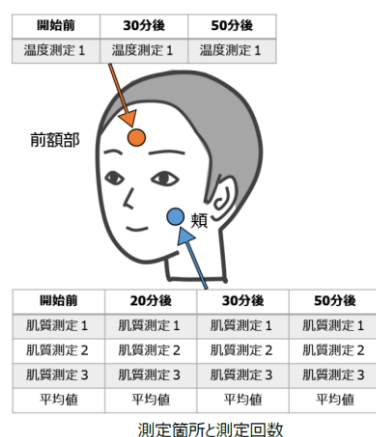 開始前 30分後 50分後
温度測定1 温度測定1 温度測定1
前額部
頬
開始前 20分後 30分後 50分後
肌質測定1 肌質測定1 肌質測定1 肌質測定1
肌質測定2 肌質測定2 肌質測定2 肌質測定2
肌質測定3 肌質測定3 肌質測定3 肌質測定3
平均値 平均値 平均値 平均値
測定箇所と測定回数